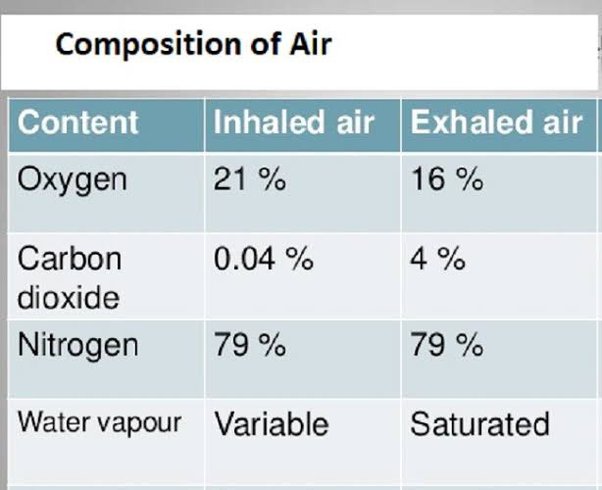 Composition of Air
Content Inhaled air Exhaled air
Oxygen 21 % 16 %
Carbon dioxide 0.04 % 4 %
Nitrogen 79 % 79 %
Water vapour Variable Saturated